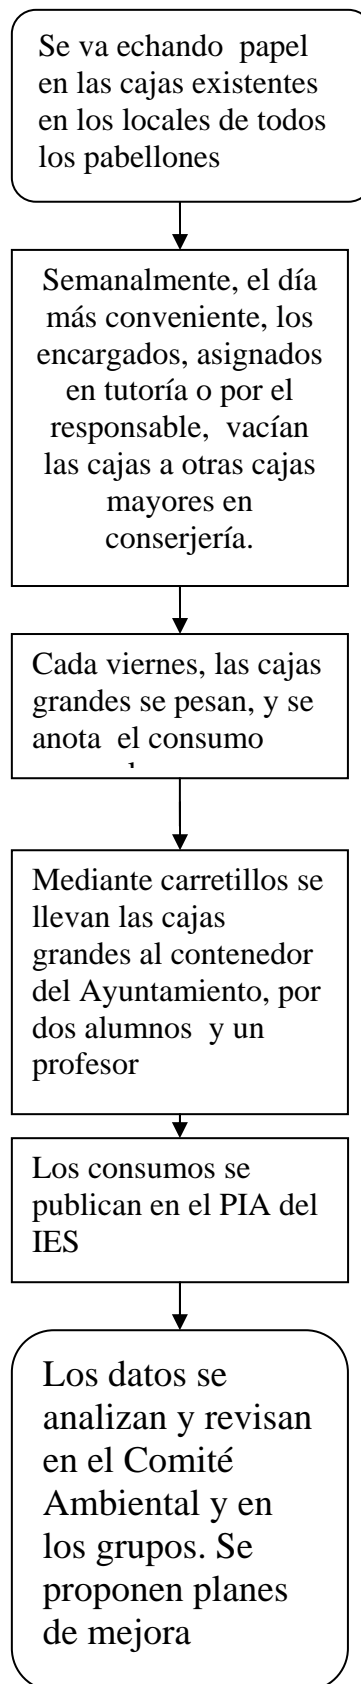 Se va echando  papel
en las cajas existentes
en los locales de todos
los pabellones
Semanalmente, el día
más conveniente, los
encargados, asignados
en tutoría o por el
responsable,  vacían
las cajas a otras cajas
mayores en
conserjería.
Cada viernes, las cajas
grandes se pesan, y se
anota  el consumo
Mediante carretillos se
llevan las cajas
grandes al contenedor
del Ayuntamiento, por
dos alumnos  y un
profesor
Los consumos se
publican en el PIA del
IES
Los datos se
analizan y revisan
en el Comité
Ambiental y en
los grupos. Se
proponen planes
de mejora